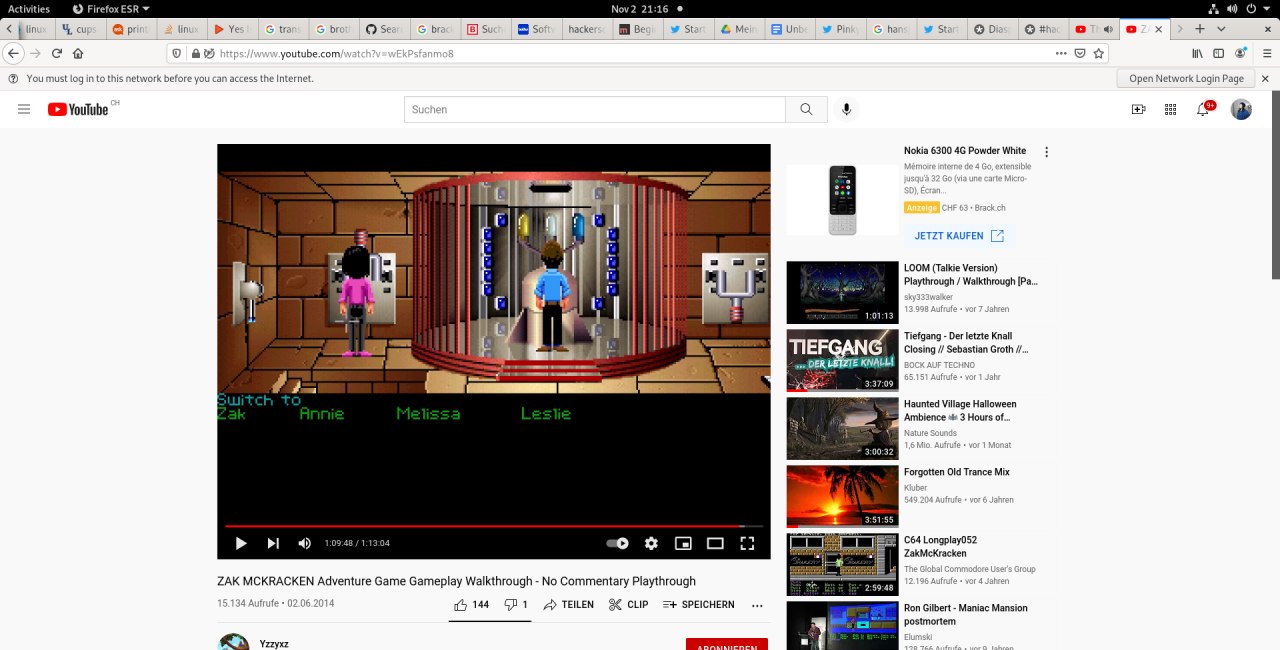 Activities
Firefox ESR
Nov 2 21:16
linux
cups
print
linux
Yes
trans
brot
Sear
brac
Such
Softv
hackers
Begi
Start
Mein
Unbe
Pinky
hans
Start
Dias
#hac
Th
ZA
https://www.youtube.com/watch?v=wEkPsfanmo8
You must log in to this network before you can access the Internet.
Open Network Login Page
YouTube CH
Suchen
9+
Switch to
Zak Annie Melissa Leslie
1:09:48 / 1:13:04
ZAK MCKRACKEN Adventure Game Gameplay Walkthrough - No Commentary Playthrough
15.134 Aufrufe • 02.06.2014
144
1
TEILEN
CLIP
SPEICHERN
Yzzyxz
ABONNIEREN
Nokia 6300 4G Powder White
Mémoire interne de 4 Go, extensible
jusqu'à 32 Go (via une carte Micro-
SD), Écran...
Anzeige CHF 63 • Brack.ch
JETZT KAUFEN
1:01:13
LOOM (Talkie Version)
Playthrough / Walkthrough [Pa...
sky333walker
13.998 Aufrufe • vor 7 Jahren
TIEFGANG
... DER LETZTE KNALL!
3:37:09
Tiefgang - Der letzte Knall
Closing // Sebastian Groth //...
BOCK AUF TECHNO
65.151 Aufrufe • vor 1 Jahr
3:00:32
Haunted Village Halloween
Ambience 3 Hours of...
Nature Sounds
1,6 Mio. Aufrufe • vor 1 Monat
3:51:55
Forgotten Old Trance Mix
Kluber
549.204 Aufrufe • vor 6 Jahren
2:59:48
C64 Longplay052
ZakMcKracken
The Global Commodore User's Group
12.196 Aufrufe • vor 4 Jahren
Ron Gilbert - Maniac Mansion
postmortem
Elumski
128.766 Aufrufe • vor 9 Jahren